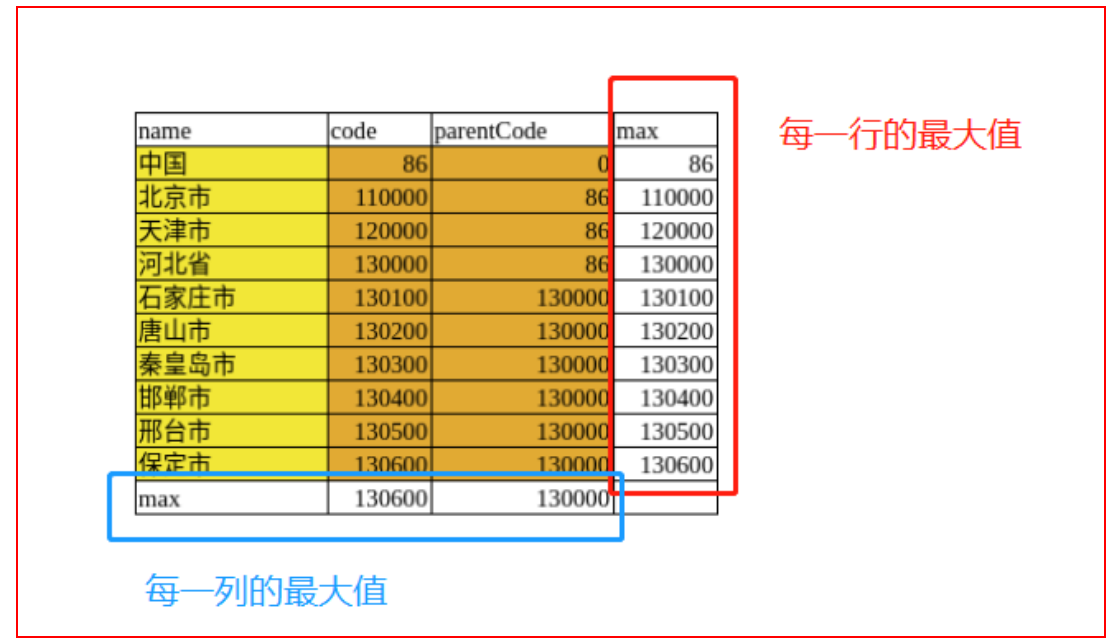 name code parentCode max
每一行的最大值
中国 86 0 86
北京市 110000 86 110000
天津市 120000 86 120000
河北省 130000 86 130000
石家庄市 130100 130000 130100
唐山市 130200 130000 130200
秦皇岛市 130300 130000 130300
邯郸市 130400 130000 130400
邢台市 130500 130000 130500
保定市 130600 130000 130600
max 130600 130000
每一列的最大值